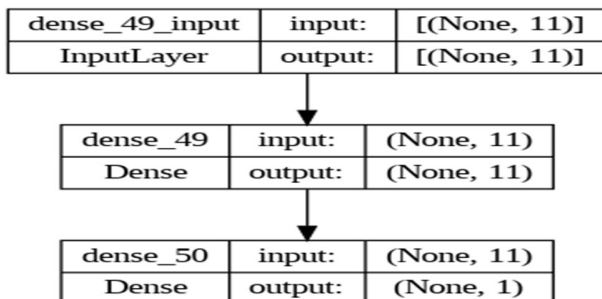 dense_49_input input: [(None, 11)]
InputLayer output: [(None, 11)]
dense_49 input: (None, 11)
Dense output: (None, 11)
dense_50 input: (None, 11)
Dense output: (None, 1)